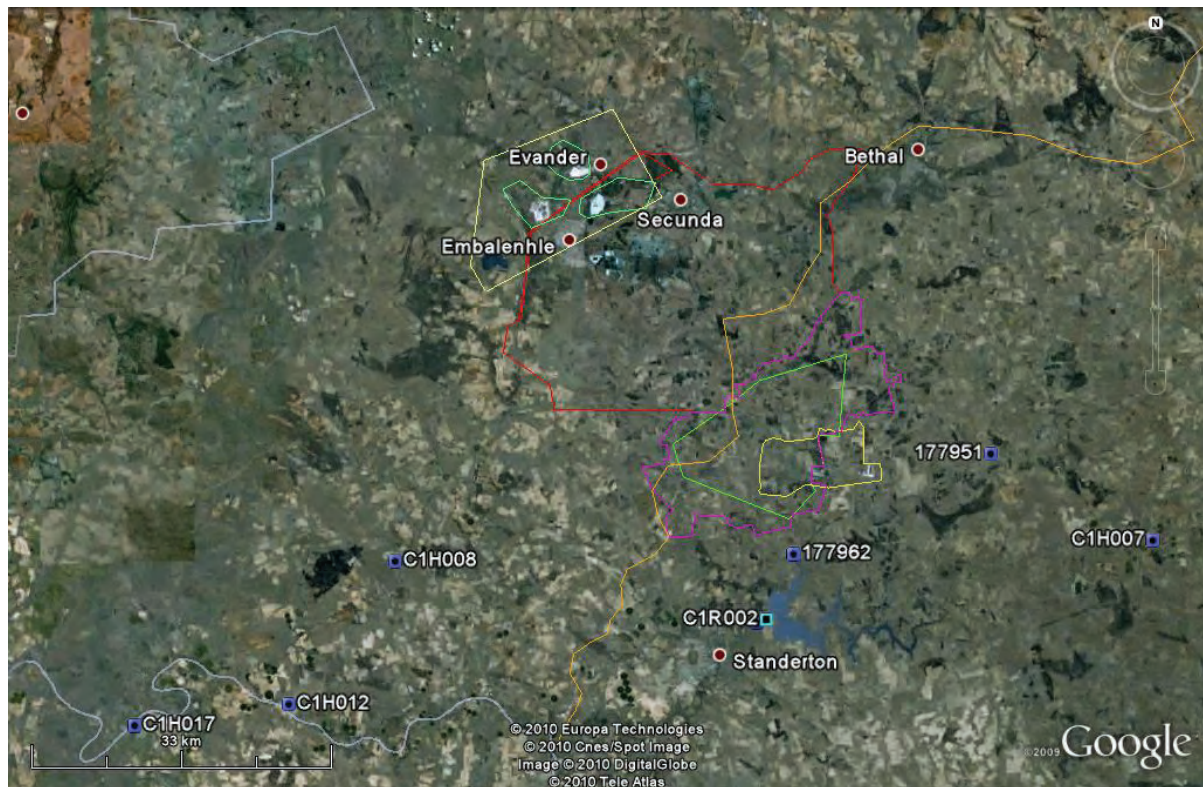 N
Evander
Bethal
Secunda
Embalenhle
177951
C1H007
C1H008
177962
C1R002
Standerton
C1H012
C1H017
33 km
© 2010 Europa Technologies
© 2010 Cnes/Spot Image
Image © 2010 DigitalGlobe
© 2010 Tele Atlas
©2009 Google